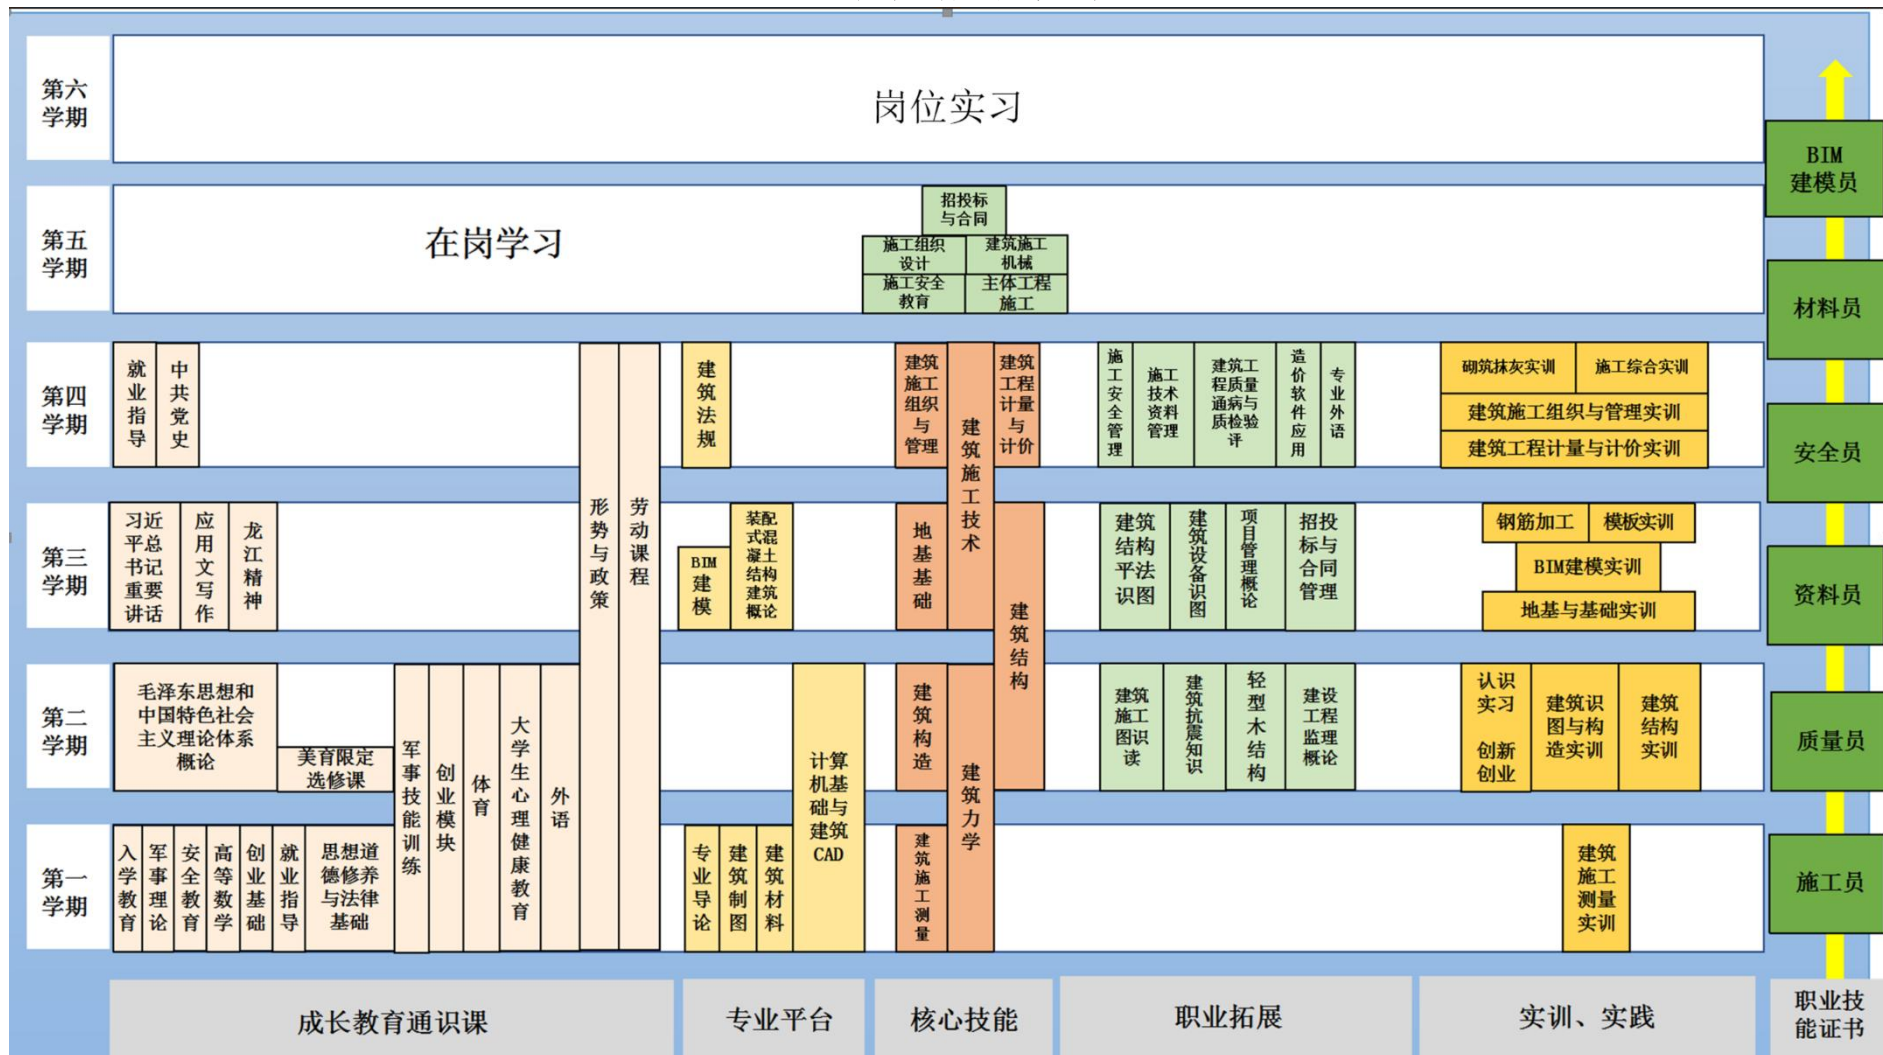 第六
学期
岗位实习
BIM
建模员
第五
学期
在岗学习
招投标
与合同
施工组织
设计
建筑施工
机械
施工安全
教育
主体工程
施工
材料员
第四
学期
就
业
指
导
中
共
党
史
形
势
与
政
策
劳
动
课
程
建
筑
法
规
建筑
施工
组织
与
管理
建
筑
施
工
技
术
建筑
工程
计量
与
计价
施
工
安
全
管
理
施工
技术
资料
管理
建筑工
程质量
通病与
质检验
评
造
价
软
件
应
用
专
业
外
语
砌筑抹灰实训
施工综合实训
建筑施工组织与管理实训
建筑工程计量与计价实训
安全员
第三
学期
习近
平总
书记
重要
讲话
应
用
文
写
作
龙
江
精
神
BIM
建
模
装配
式混
凝土
结构
建筑
概论
地
基
基
础
建
筑
结
构
建筑
结构
平法
识图
建
筑
设
备
识
图
项
目
管
理
概
论
招投
标与
合同
管理
钢筋加工
模板实训
BIM建模实训
地基与基础实训
资料员
第二
学期
毛泽东思想和
中国特色社会
主义理论体系
概论
美育限定
选修课
军
事
技
能
训
练
创
业
模
块
体
育
大
学
生
心
理
健
康
教
育
外
语
计算
机基
础与
建筑
CAD
建
筑
构
造
建
筑
力
学
建筑
施工
图识
读
建
筑
抗
震
知
识
轻
型
木
结
构
建设
工程
监理
概论
认识
实习
创新
创业
建筑识
图与构
造实训
建筑
结构
实训
质量员
第一
学期
入
学
教
育
军
事
理
论
安
全
教
育
高
等
数
学
创
业
基
础
就
业
指
导
思想道
德修养
与法律
基础
专
业
导
论
建
筑
制
图
建
筑
材
料
建
筑
施
工
测
量
建筑
施工
测量
实训
施工员
成长教育通识课
专业平台
核心技能
职业拓展
实训、实践
职业技
能证书